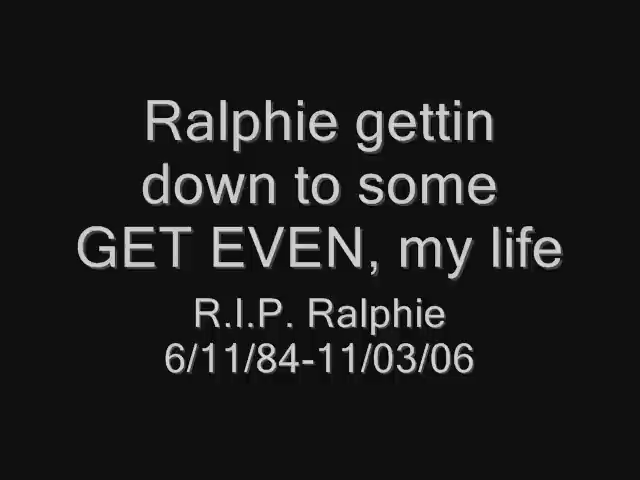 Ralphie gettin
down to some
GET EVEN, my life
R.I.P. Ralphie
6/11/84-11/03/06